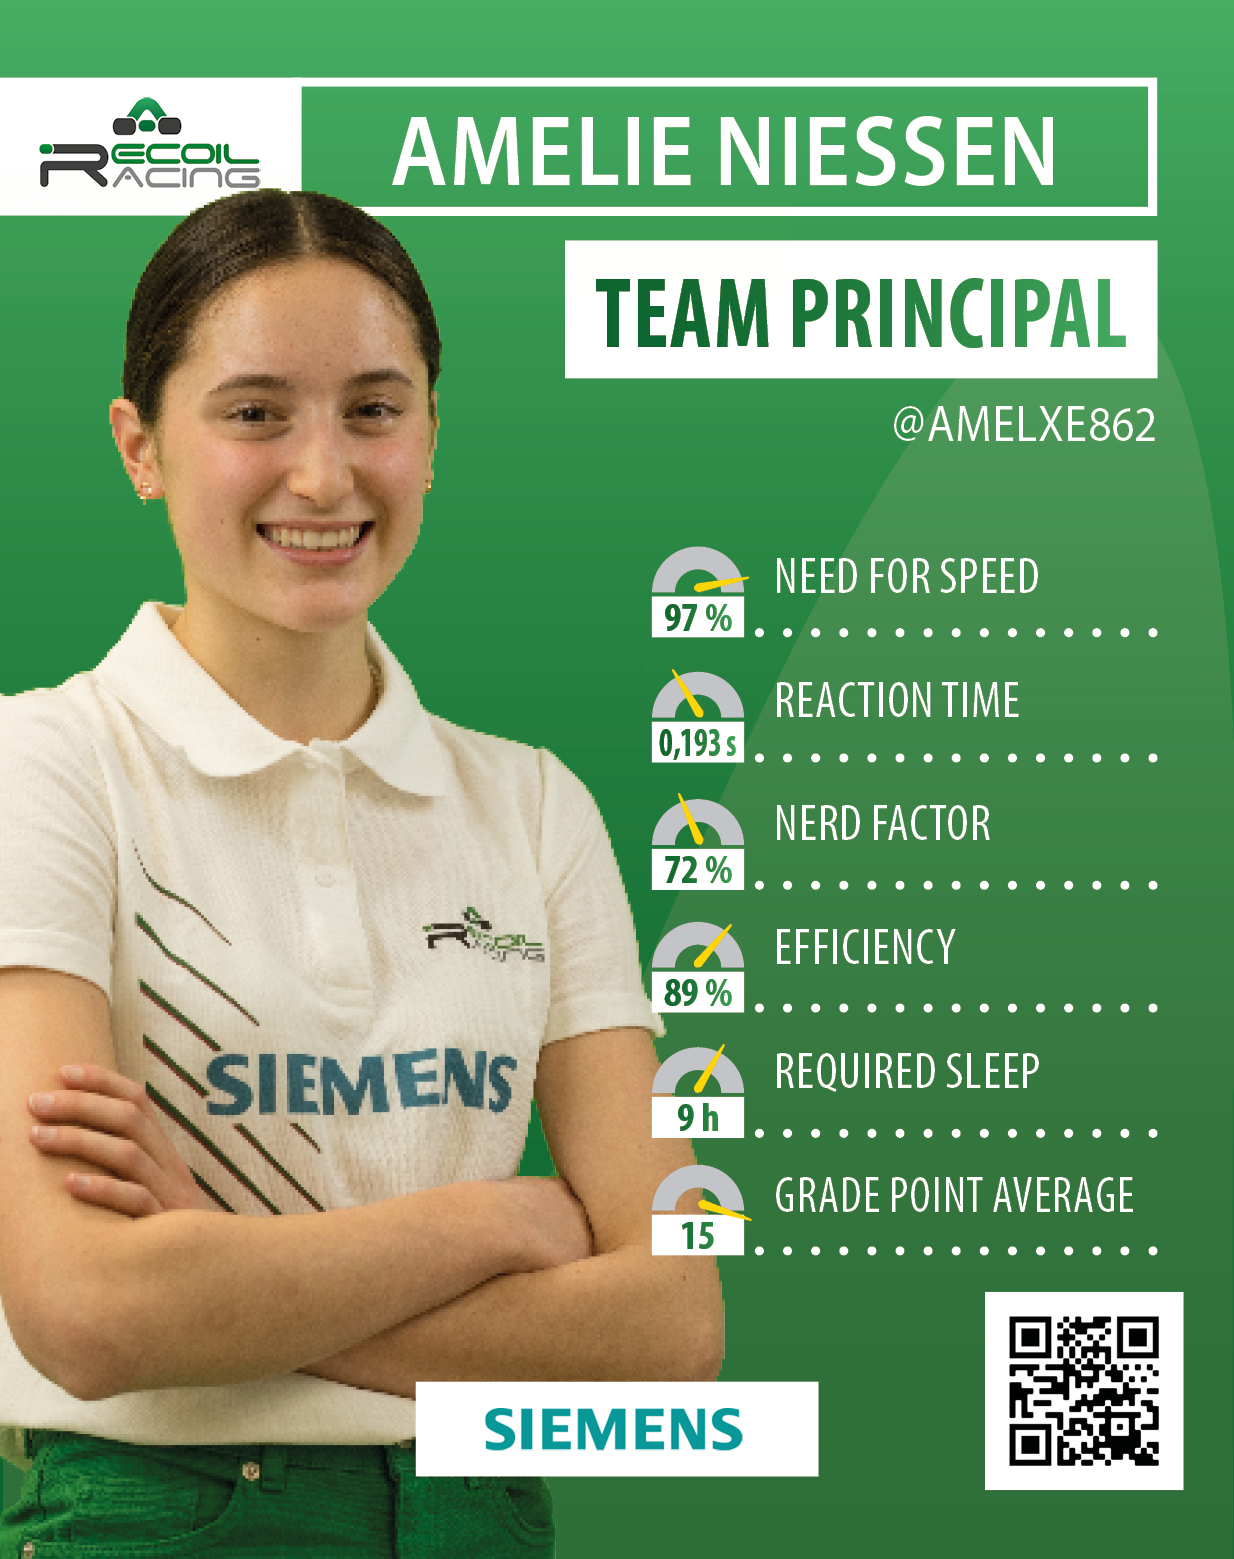 RECOIL
RACING
AMELIE NIESSEN
TEAM PRINCIPAL
@AMELXE862
NEED FOR SPEED
97 %
REACTION TIME
0,193 s
NERD FACTOR
72 %
EFFICIENCY
89 %
REQUIRED SLEEP
9 h
GRADE POINT AVERAGE
15
RECOIL
RACING
SIEMENS
SIEMENS